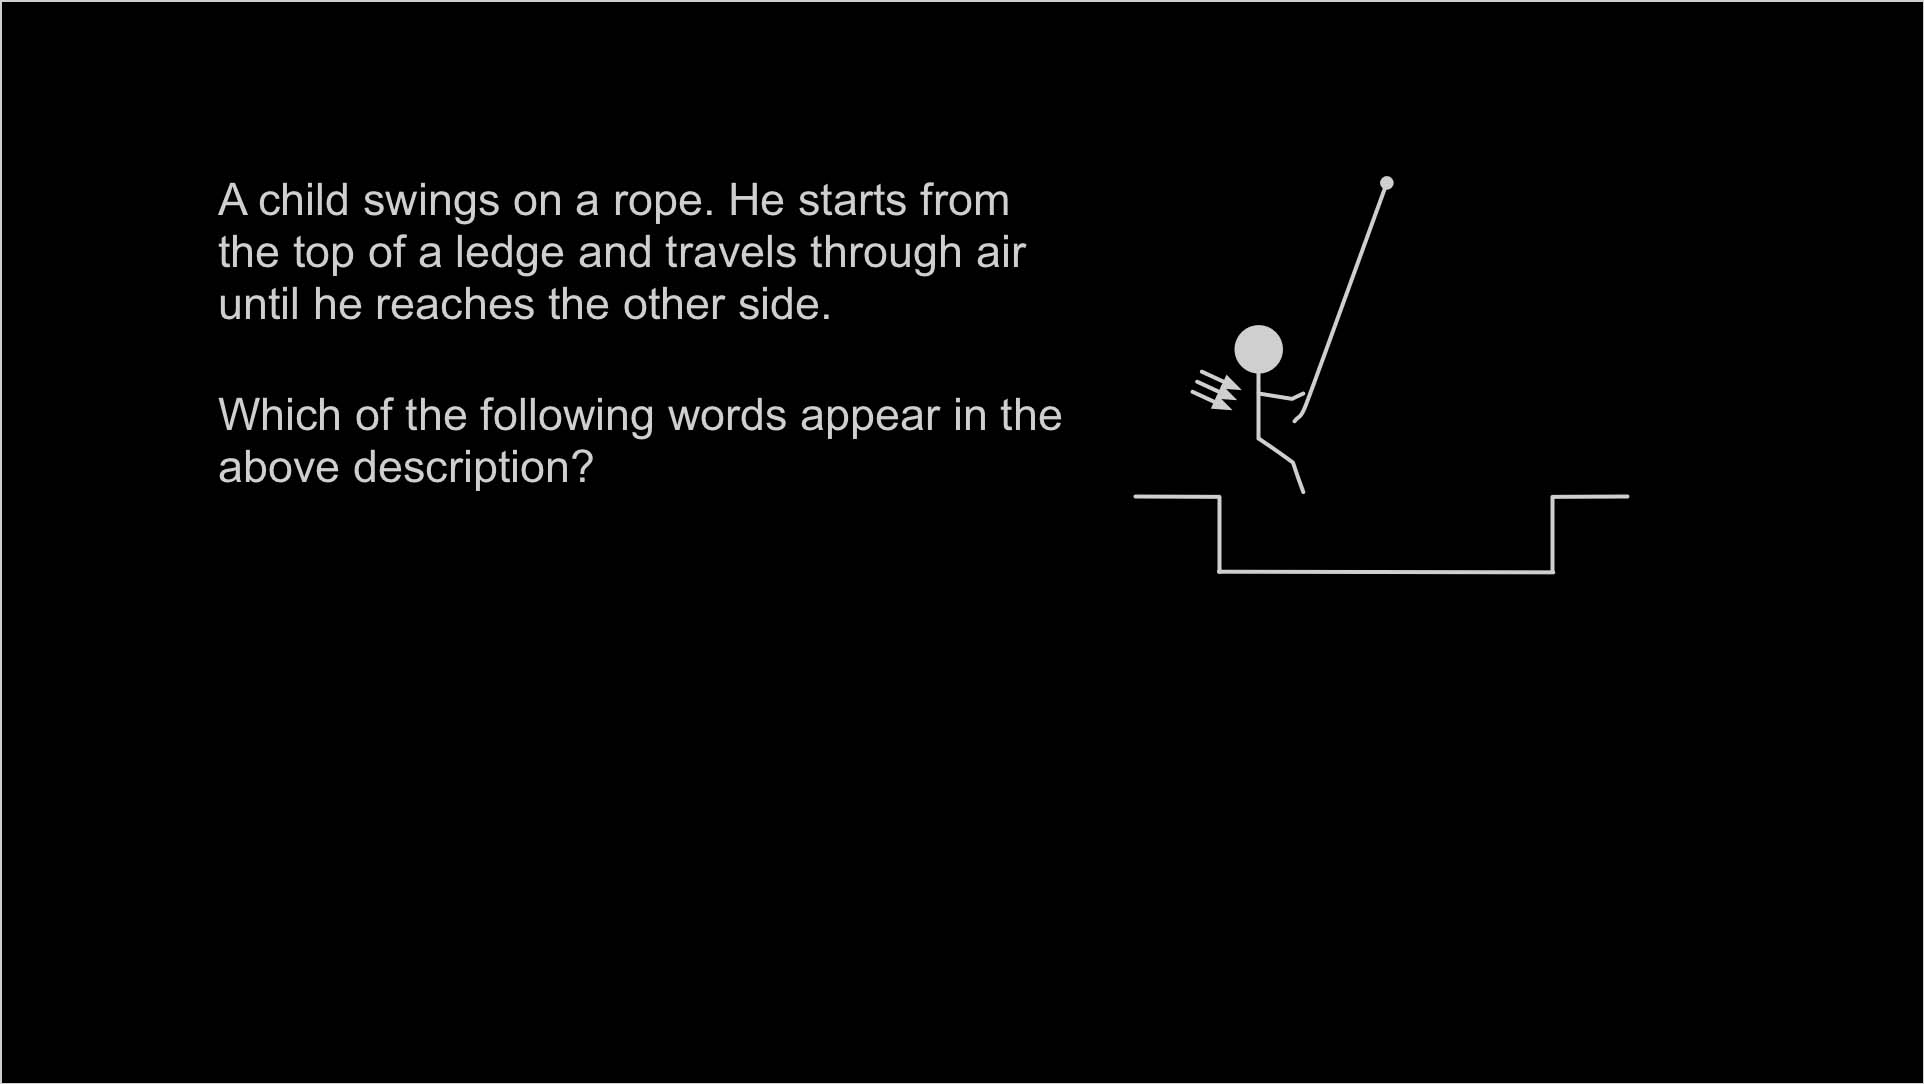 A child swings on a rope. He starts from
the top of a ledge and travels through air
until he reaches the other side.
Which of the following words appear in the
above description?